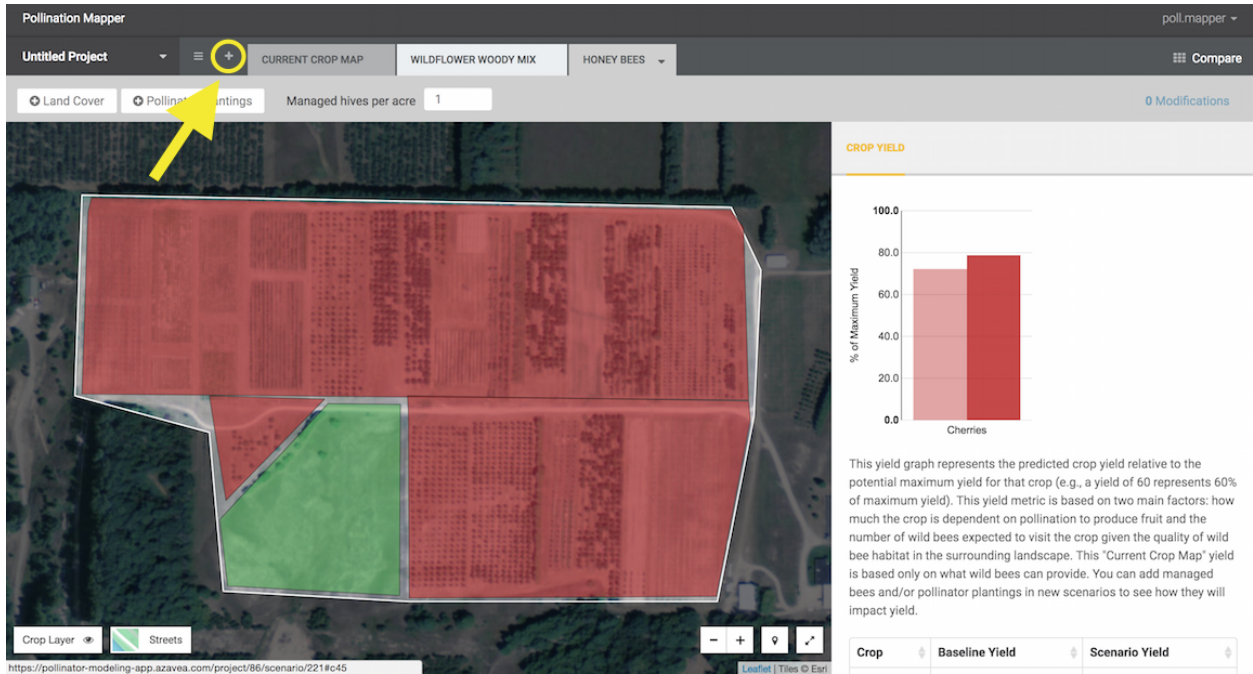 Pollination Mapper
poll.mapper
Untitled Project
CURRENT CROP MAP
WILDFLOWER WOODY MIX
HONEY BEES
Compare
Land Cover
Managed hives per acre
1
0 Modifications
CROP YIELD
100.0
80.0
60.0
40.0
20.0
0.0
% of Maximum Yield
Cherries
This yield graph represents the predicted crop yield relative to the
potential maximum yield for that crop (e.g., a yield of 60 represents 60%
of maximum yield). This yield metric is based on two main factors: how
much the crop is dependent on pollination to produce fruit and the
number of wild bees expected to visit the crop given the quality of wild
bee habitat in the surrounding landscape. This "Current Crop Map" yield
is based only on what wild bees can provide. You can add managed
bees and/or pollinator plantings in new scenarios to see how they will
impact yield.
Crop Baseline Yield Scenario Yield
Crop Layer
Streets
https://pollinator-modeling-app.azavea.com/project/86/scenario/221#c45
Leaflet | Tiles © Esri